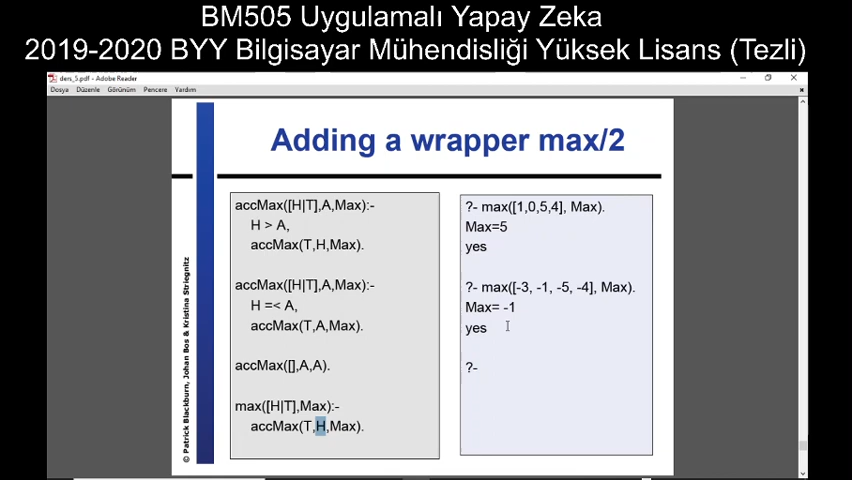 BM505 Uygulamalı Yapay Zeka
2019-2020 BYY Bilgisayar Mühendisliği Yüksek Lisans (Tezli)
ders_5.pdf - Adobe Reader
Dosya Düzenle Görünüm Pencere Yardım
Adding a wrapper max/2
accMax([H|T],A,Max):-
H > A,
accMax(T,H,Max).
accMax([H|T],A,Max):-
H =< A,
accMax(T,A,Max).
accMax([],A,A).
max([H|T],Max):-
accMax(T,H,Max).
?- max([1,0,5,4], Max).
Max=5
yes
?- max([-3, -1, -5, -4], Max).
Max= -1
yes
?-
© Patrick Blackburn, Johan Bos & Kristina Striegnitz